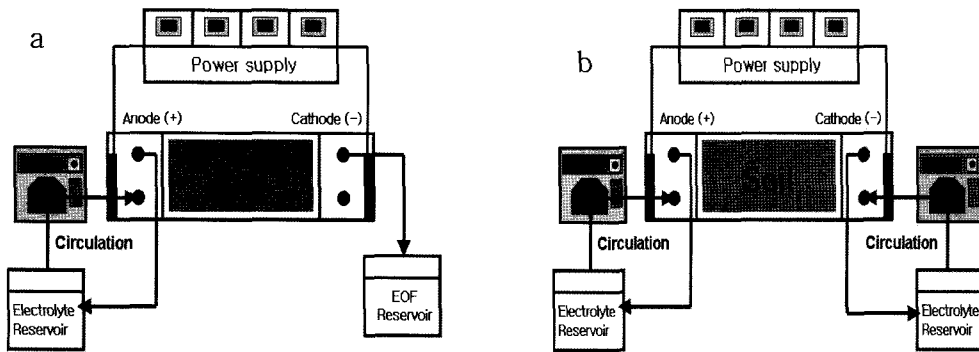 a
Power supply
Anode (+)
Cathode (-)
Circulation
Electrolyte
Reservoir
EOF
Reservoir
b
Power supply
Anode (+)
Cathode (-)
Soil
Circulation
Circulation
Electrolyte
Reservoir
Electrolyte
Reservoir